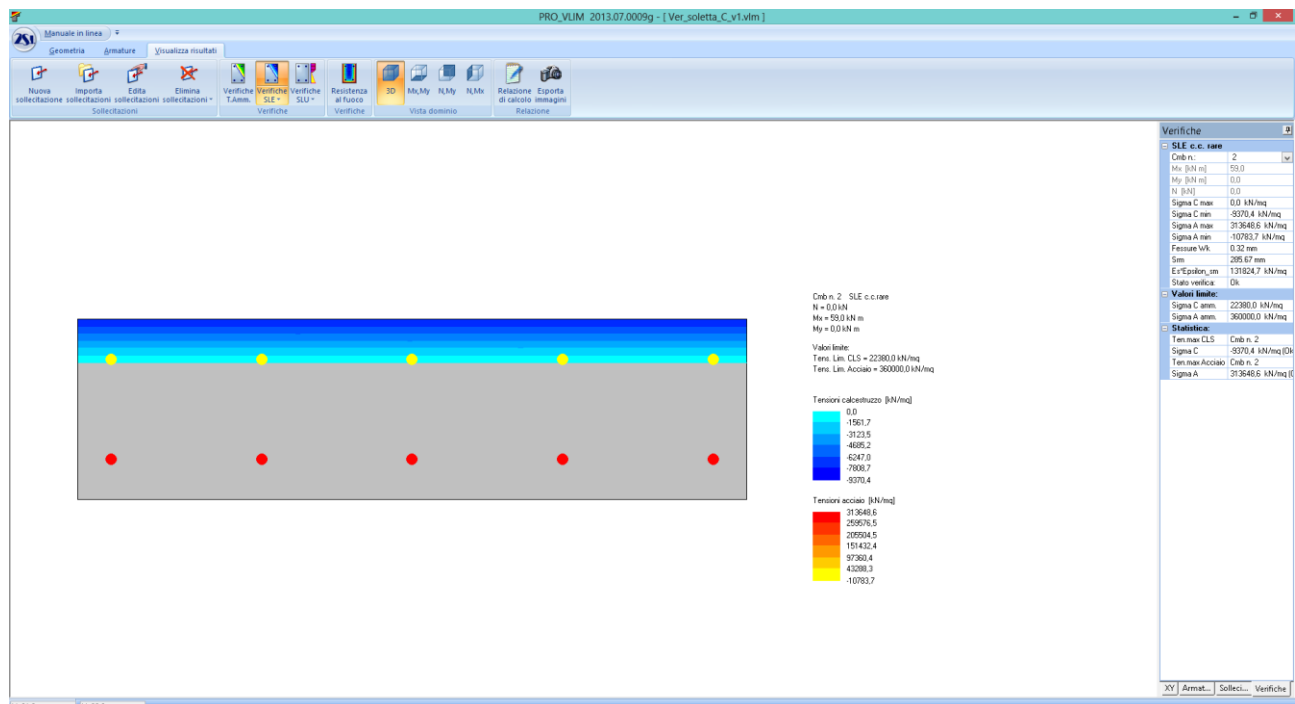 PRO_VLIM 2013.07.0009g - [ Ver_soletta_C_v1.vlm ]
2SI
Manuale in linea
Geometria Armature Visualizza risultati
Nuova sollecitazione
Importa sollecitazioni
Edita sollecitazioni
Elimina sollecitazioni
Verifiche T.Amm.
Verifiche SLE
Verifiche SLU
Resistenza al fuoco
3D
Mx,My
N,My
N,Mx
Relazione di calcolo
Esporta immagini
Sollecitazioni Verifiche Verifiche Vista dominio Relazione
Cmb n. 2 SLE c.c.rare
N = 0,0 kN
Mx = 59,0 kN m
My = 0,0 kN m
Valori limite:
Tens. Lim. CLS = 22380,0 kN/mq
Tens. Lim. Acciaio = 360000,0 kN/mq
Tensioni calcestruzzo [kN/mq]
0,0
-1561,7
-3123,5
-4685,2
-6247,0
-7808,7
-9370,4
Tensioni acciaio [kN/mq]
313648,6
259576,5
205504,5
151432,4
97360,4
43288,3
-10783,7
Verifiche
SLE c.c. rare
Cmb n.: 2
Mx [kN m] 59,0
My [kN m] 0,0
N [kN] 0,0
Sigma C max 0,0 kN/mq
Sigma C min -9370,4 kN/mq
Sigma A max 313648,6 kN/mq
Sigma A min -10783,7 kN/mq
Fessure Wk 0.32 mm
Srm 285.67 mm
Es*Epsilon_sm 131824,7 kN/mq
Stato verifica: Ok
Valori limite:
Sigma C amm. 22380,0 kN/mq
Sigma A amm. 360000,0 kN/mq
Statistica:
Ten.max CLS Cmb n. 2
Sigma C -9370,4 kN/mq (Ok
Ten.max Acciaio Cmb n. 2
Sigma A 313648,6 kN/mq (
XY Armat... Solleci... Verifiche